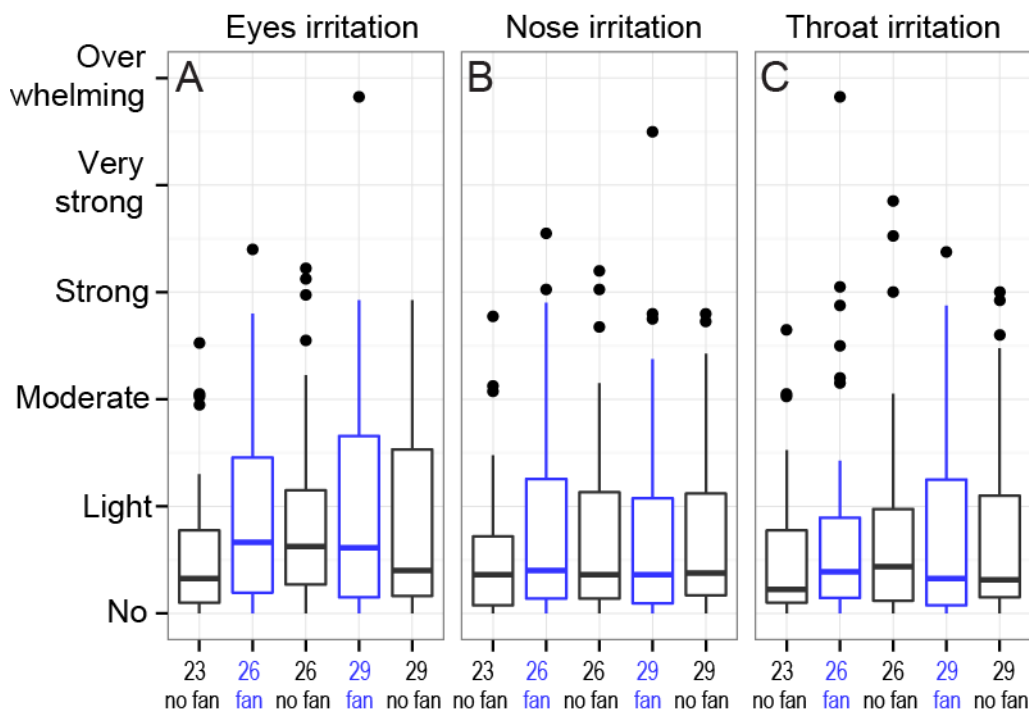 Eyes irritation
Nose irritation
Throat irritation
A
B
C
Over
whelming
Very
strong
Strong
Moderate
Light
No
23 26 26 29 29
no fan fan no fan fan no fan
23 26 26 29 29
no fan fan no fan fan no fan
23 26 26 29 29
no fan fan no fan fan no fan